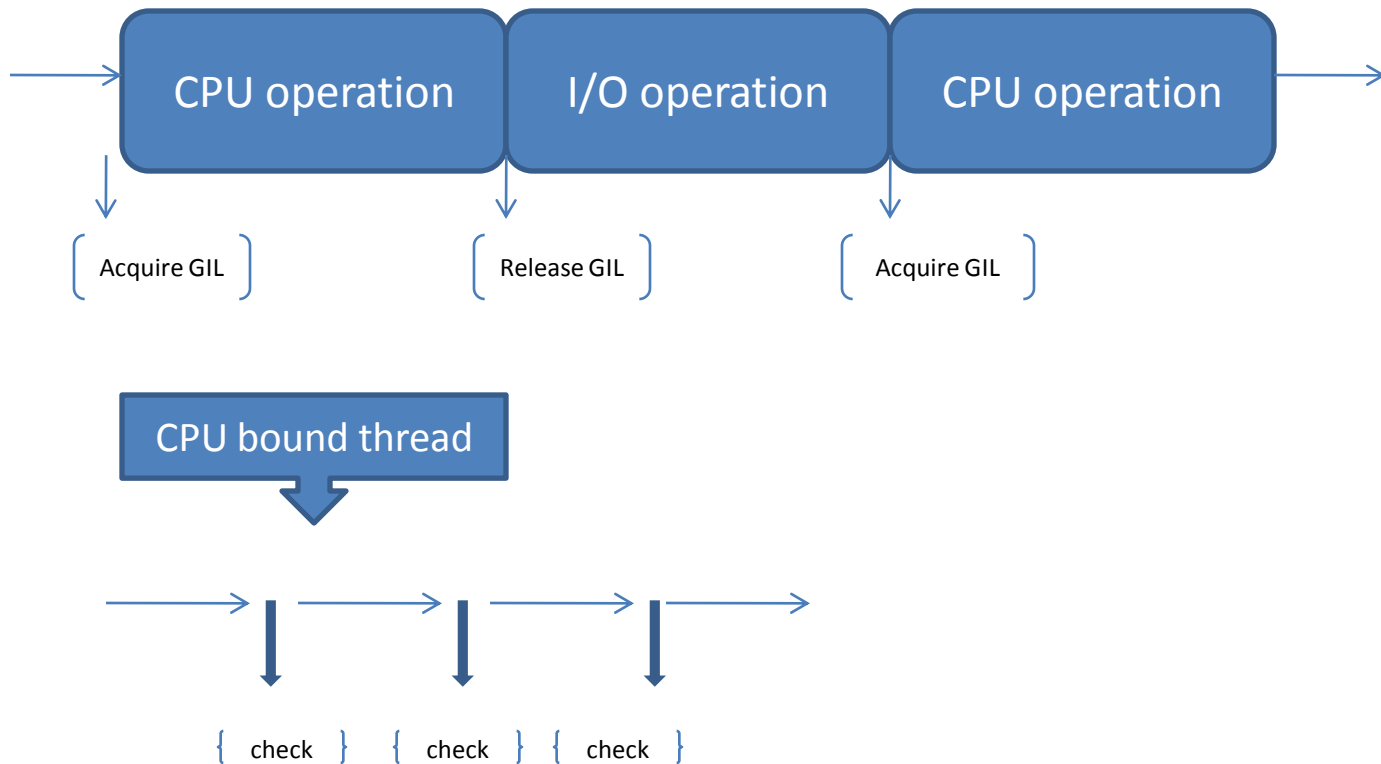 CPU operation
I/O operation
CPU operation
Acquire GIL
Release GIL
Acquire GIL
CPU bound thread
check
check
check